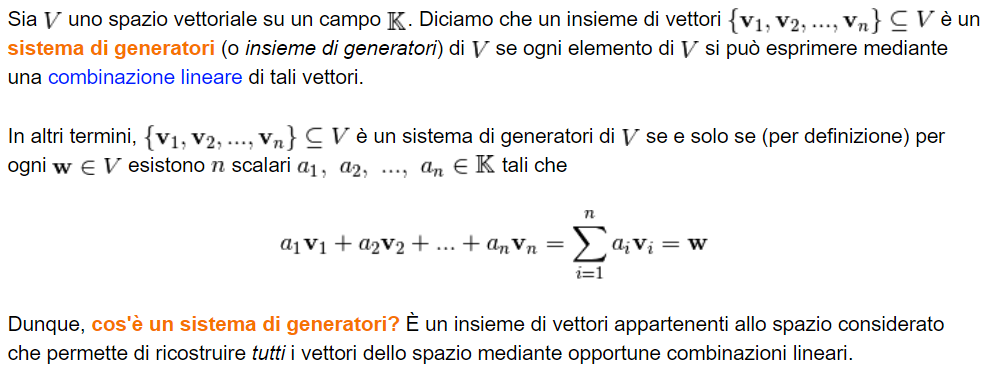 Sia V uno spazio vettoriale su un campo 𝕂. Diciamo che un insieme di vettori {v₁, v₂, ..., vₙ} ⊆ V è un
sistema di generatori (o insieme di generatori) di V se ogni elemento di V si può esprimere mediante
una combinazione lineare di tali vettori.
In altri termini, {v₁, v₂, ..., vₙ} ⊆ V è un sistema di generatori di V se e solo se (per definizione) per
ogni w ∈ V esistono n scalari a₁, a₂, ..., aₙ ∈ 𝕂 tali che
a₁v₁ + a₂v₂ + ... + aₙvₙ = ∑ᵢ₌₁ⁿ aᵢvᵢ = w
Dunque, cos'è un sistema di generatori? È un insieme di vettori appartenenti allo spazio considerato
che permette di ricostruire tutti i vettori dello spazio mediante opportune combinazioni lineari.